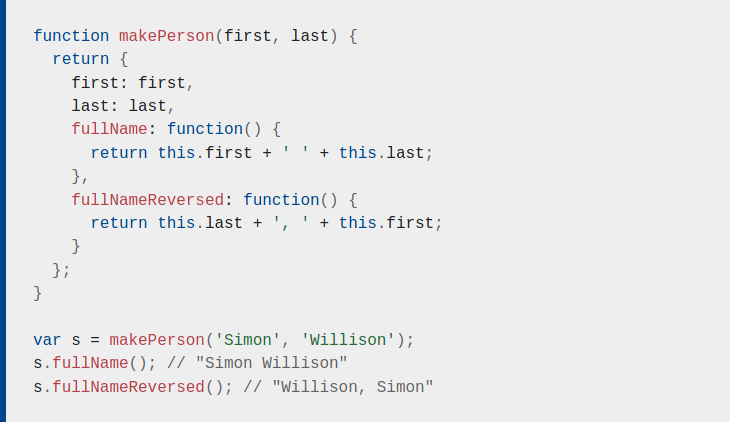 function makePerson(first, last) {
  return {
    first: first,
    last: last,
    fullName: function() {
      return this.first + ' ' + this.last;
    },
    fullNameReversed: function() {
      return this.last + ', ' + this.first;
    }
  };
}

var s = makePerson('Simon', 'Willison');
s.fullName(); // "Simon Willison"
s.fullNameReversed(); // "Willison, Simon"